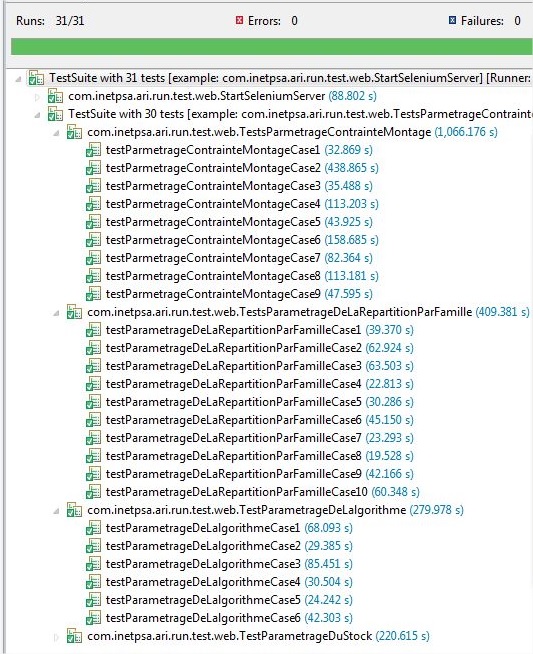 Runs: 31/31 Errors: 0 Failures: 0
TestSuite with 31 tests [example: com.inetpsa.ari.run.test.web.StartSeleniumServer] [Runner:
com.inetpsa.ari.run.test.web.StartSeleniumServer (88.802 s)
TestSuite with 30 tests [example: com.inetpsa.ari.run.test.web.TestsParmetrageContrainte
com.inetpsa.ari.run.test.web.TestsParmetrageContrainteMontage (1,066.176 s)
testParmetrageContrainteMontageCase1 (32.869 s)
testParmetrageContrainteMontageCase2 (438.865 s)
testParmetrageContrainteMontageCase3 (35.488 s)
testParmetrageContrainteMontageCase4 (113.203 s)
testParmetrageContrainteMontageCase5 (43.925 s)
testParmetrageContrainteMontageCase6 (158.685 s)
testParmetrageContrainteMontageCase7 (82.364 s)
testParmetrageContrainteMontageCase8 (113.181 s)
testParmetrageContrainteMontageCase9 (47.595 s)
com.inetpsa.ari.run.test.web.TestsParametrageDeLaRepartitionParFamille (409.381 s)
testParametrageDeLaRepartitionParFamilleCase1 (39.370 s)
testParametrageDeLaRepartitionParFamilleCase2 (62.924 s)
testParametrageDeLaRepartitionParFamilleCase3 (63.503 s)
testParametrageDeLaRepartitionParFamilleCase4 (22.813 s)
testParametrageDeLaRepartitionParFamilleCase5 (30.286 s)
testParametrageDeLaRepartitionParFamilleCase6 (45.150 s)
testParametrageDeLaRepartitionParFamilleCase7 (23.293 s)
testParametrageDeLaRepartitionParFamilleCase8 (19.528 s)
testParametrageDeLaRepartitionParFamilleCase9 (42.166 s)
testParametrageDeLaRepartitionParFamilleCase10 (60.348 s)
com.inetpsa.ari.run.test.web.TestParametrageDeLalgorithme (279.978 s)
testParametrageDeLalgorithmeCase1 (68.093 s)
testParametrageDeLalgorithmeCase2 (29.385 s)
testParametrageDeLalgorithmeCase3 (85.451 s)
testParametrageDeLalgorithmeCase4 (30.504 s)
testParametrageDeLalgorithmeCase5 (24.242 s)
testParametrageDeLalgorithmeCase6 (42.303 s)
com.inetpsa.ari.run.test.web.TestParametrageDuStock (220.615 s)